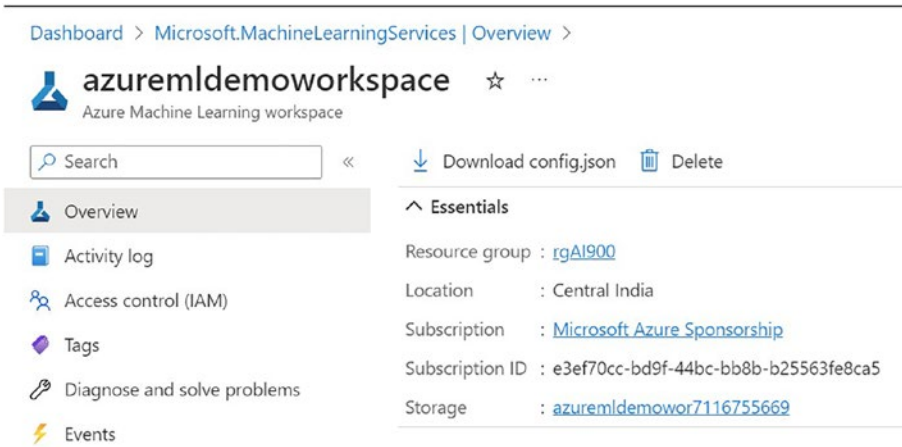 Dashboard > Microsoft.MachineLearningServices | Overview >
azuremldemoworkspace
Azure Machine Learning workspace
Search
Overview
Activity log
Access control (IAM)
Tags
Diagnose and solve problems
Events
Download config.json Delete
Essentials
Resource group : rgAI900
Location : Central India
Subscription : Microsoft Azure Sponsorship
Subscription ID : e3ef70cc-bd9f-44bc-bb8b-b25563fe8ca5
Storage : azuremldemowor7116755669